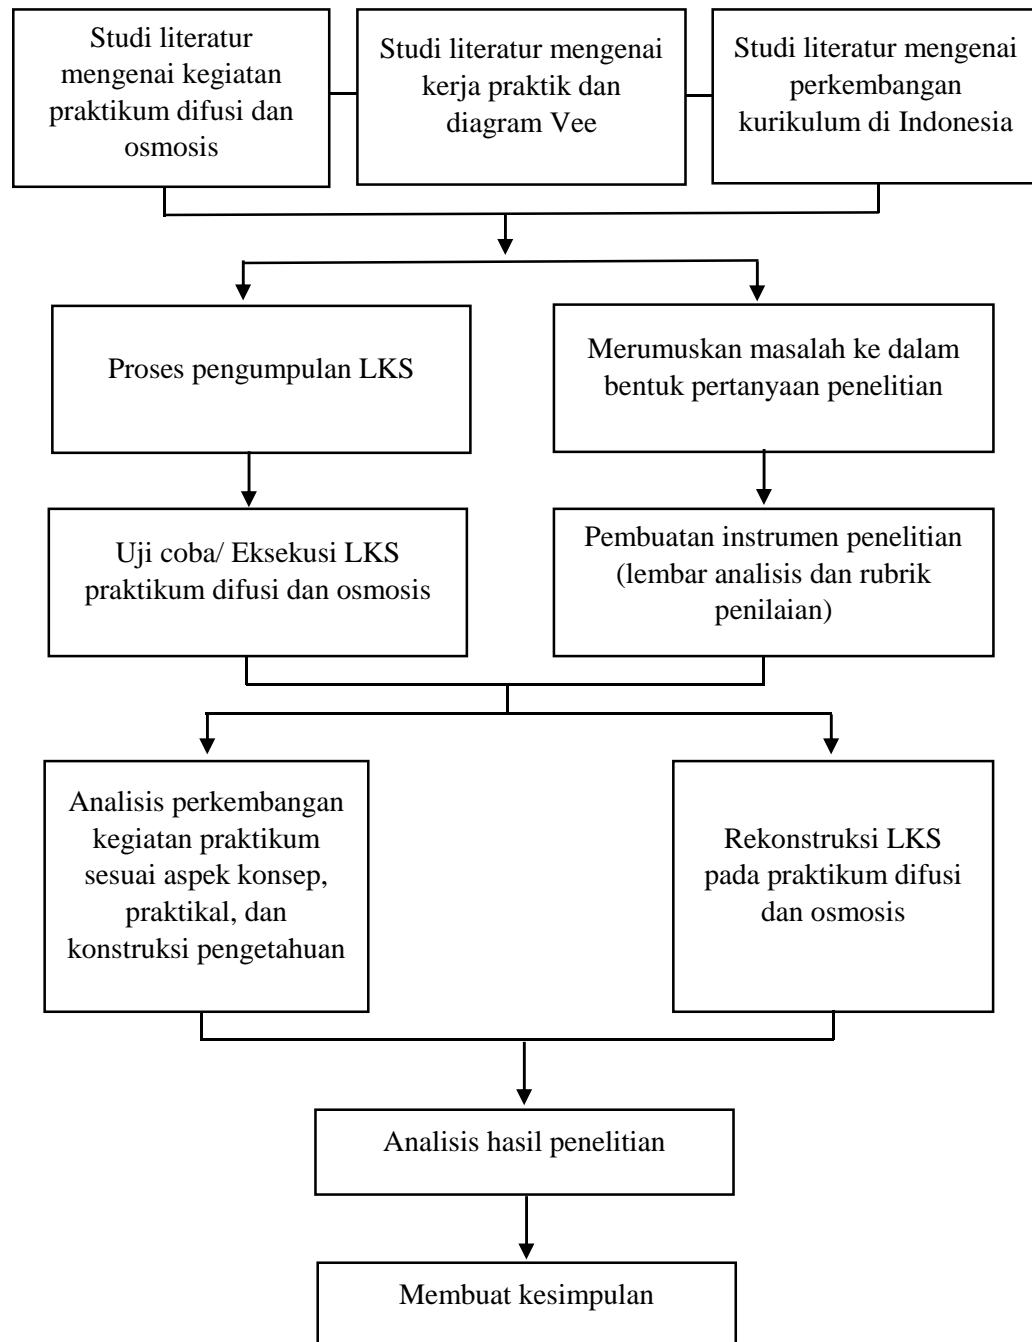 Studi literatur
mengenai kegiatan
praktikum difusi dan
osmosis
Studi literatur mengenai
kerja praktik dan
diagram Vee
Studi literatur mengenai
perkembangan
kurikulum di Indonesia
Proses pengumpulan LKS
Merumuskan masalah ke dalam
bentuk pertanyaan penelitian
Uji coba/ Eksekusi LKS
praktikum difusi dan osmosis
Pembuatan instrumen penelitian
(lembar analisis dan rubrik
penilaian)
Analisis perkembangan
kegiatan praktikum
sesuai aspek konsep,
praktikal, dan
konstruksi pengetahuan
Rekonstruksi LKS
pada praktikum difusi
dan osmosis
Analisis hasil penelitian
Membuat kesimpulan